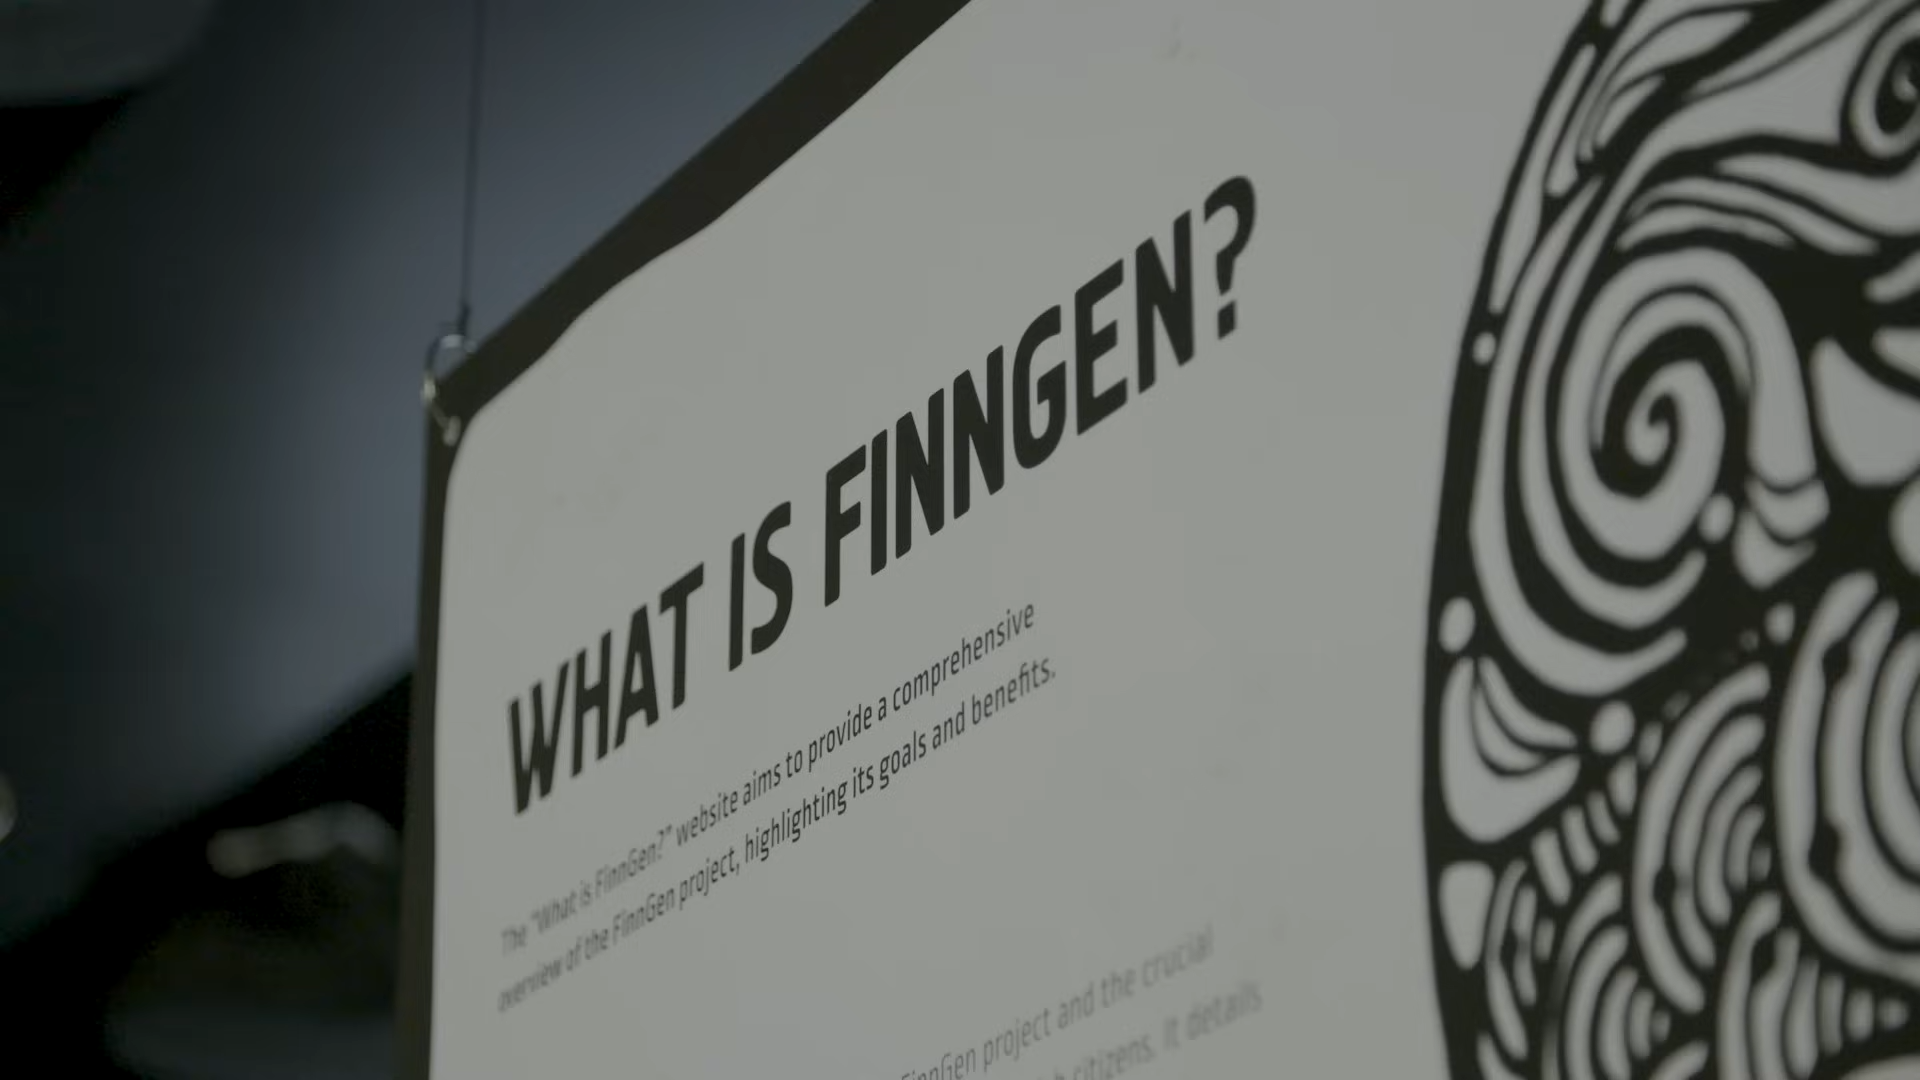 WHAT IS FINNGEN?
The "What is FinnGen?" website aims to provide a comprehensive
overview of the FinnGen project, highlighting its goals and benefits.
FinnGen project and the crucial
citizens. It details